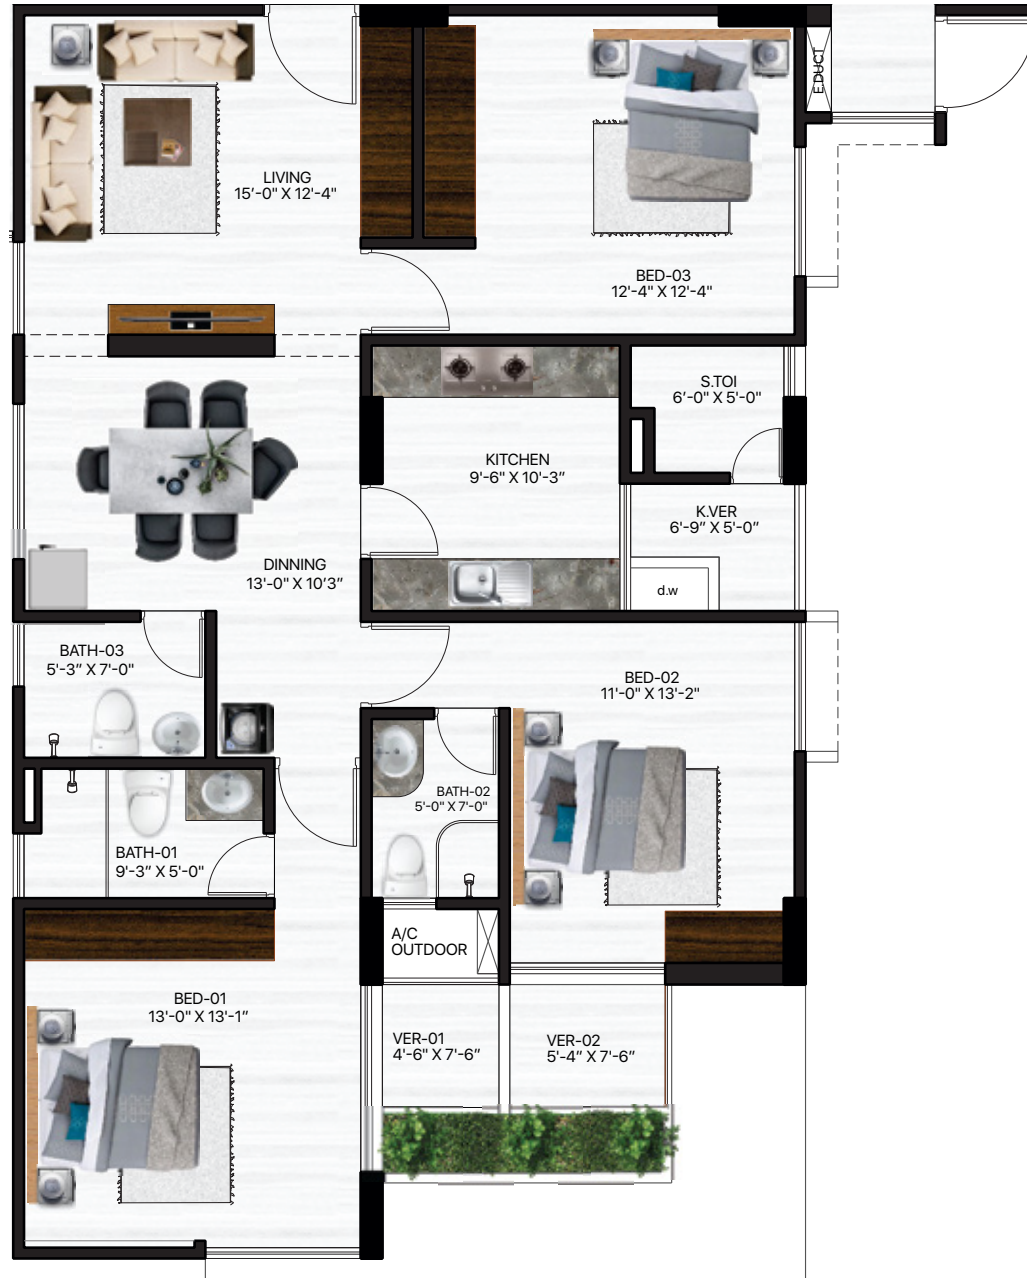 E.DUCT
LIVING
15'-0" X 12'-4"
BED-03
12'-4" X 12'-4"
S.TOI
6'-0" X 5'-0"
KITCHEN
9'-6" X 10'-3"
K.VER
6'-9" X 5'-0"
DINNING
13'-0" X 10'3"
d.w
BATH-03
5'-3" X 7'-0"
BED-02
11'-0" X 13'-2"
BATH-02
5'-0" X 7'-0"
BATH-01
9'-3" X 5'-0"
A/C
OUTDOOR
BED-01
13'-0" X 13'-1"
VER-01
4'-6" X 7'-6"
VER-02
5'-4" X 7'-6"